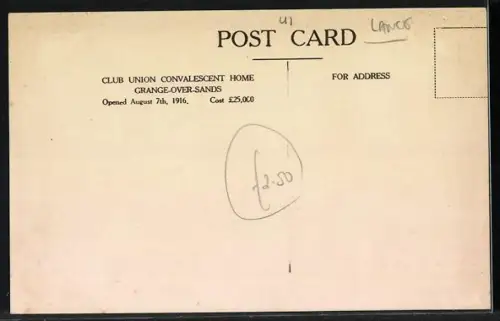 LANCS
POST CARD
CLUB UNION CONVALESCENT HOME
GRANGE-OVER-SANDS
Opened August 7th, 1916. Cost £25,000
FOR ADDRESS
£2.50